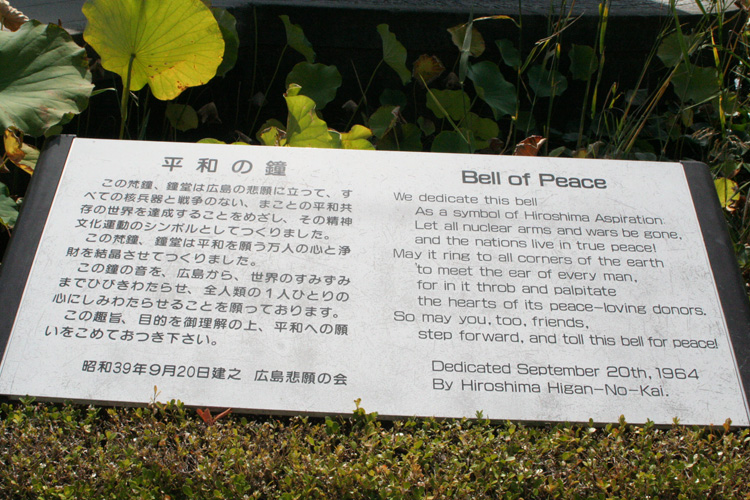 平和の鐘
この梵鐘、鐘堂は広島の悲願に立って、す
べての核兵器と戦争のない、まことの平和共
存の世界を達成することをめざし、その精神
文化運動のシンボルとしてつくりました。
この梵鐘、鐘堂は平和を願う万人の心と浄
財を結晶させてつくりました。
この鐘の音を、広島から、世界のすみずみ
までひびきわたらせ、全人類の1人ひとりの
心にしみわたらせることを願っております。
この趣旨、目的を御理解の上、平和への願
いをこめておつき下さい。
昭和39年9月20日建之 広島悲願の会
Bell of Peace
We dedicate this bell
As a symbol of Hiroshima Aspiration:
Let all nuclear arms and wars be gone,
and the nations live in true peace!
May it ring to all corners of the earth
to meet the ear of every man,
for in it throb and palpitate
the hearts of its peace-loving donors.
So may you, too, friends,
step forward, and toll this bell for peace!
Dedicated September 20th, 1964
By Hiroshima Higan-No-Kai.